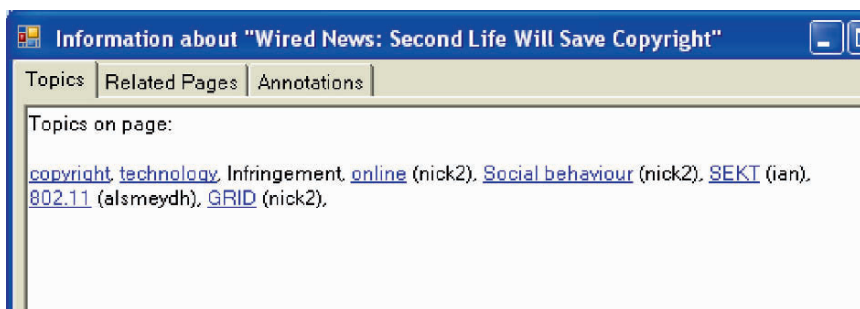 Information about "Wired News: Second Life Will Save Copyright"
Topics Related Pages Annotations
Topics on page:
copyright, technology, Infringement, online (nick2), Social behaviour (nick2), SEKT (ian),
802.11 (alsmeydh), GRID (nick2),